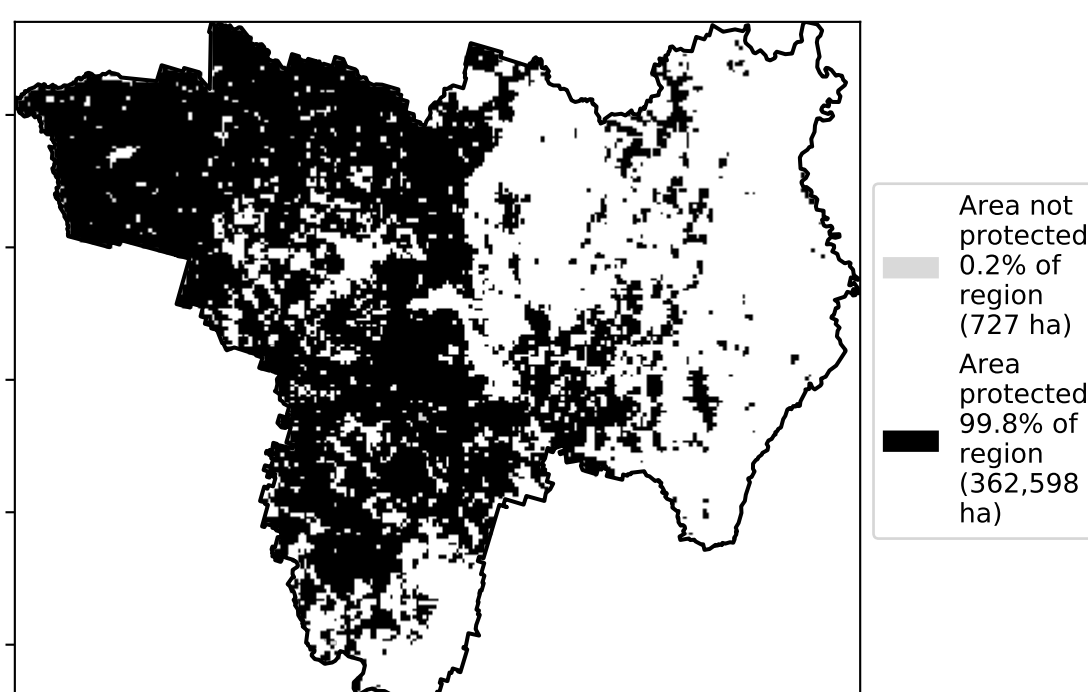 Area not
protected
0.2% of
region
(727 ha)
Area
protected
99.8% of
region
(362,598
ha)